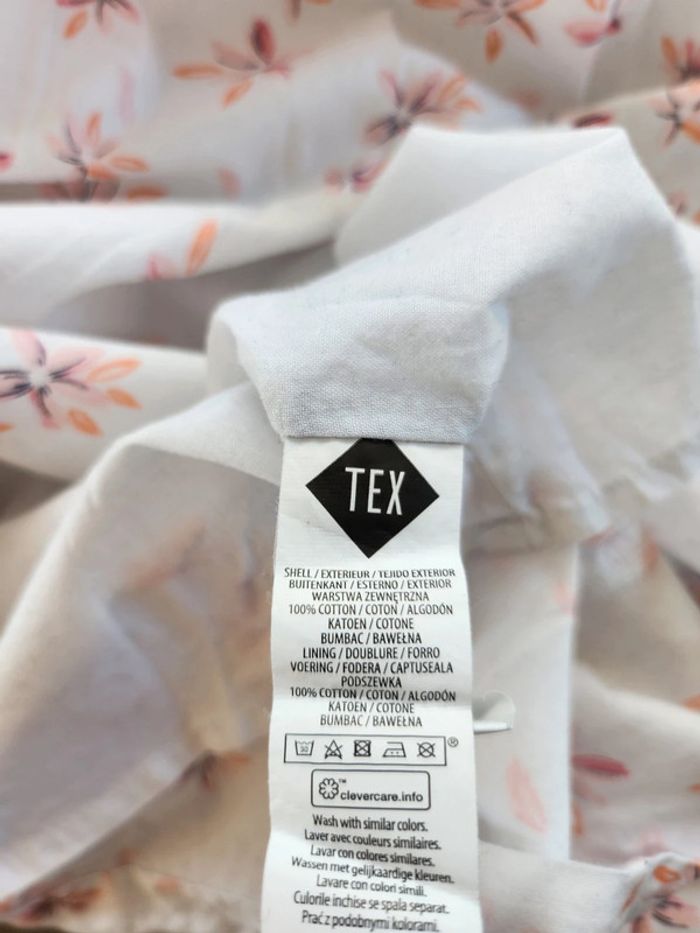 TEX
SHELL / EXTERIEUR / TEJIDO EXTERIOR
BUITENKANT / ESTERNO / EXTERIOR
WARSTWA ZEWNĘTRZNA
100% COTTON / COTON / ALGODÓN
KATOEN / COTONE
BUMBAC / BAWEŁNA
LINING / DOUBLURE / FORRO
VOERING / FODERA / CAPTUSEALA
PODSZEWKA
100% COTTON / COTON / ALGODÓN
KATOEN / COTONE
BUMBAC / BAWEŁNA
30 ®
™ clevercare.info
Wash with similar colors.
Laver avec couleurs similaires.
Lavar con colores similares.
Wassen met gelijkaardige kleuren.
Lavare con colori simili.
Culorile inchise se spala separat.
Prać z podobnymi kolorami.